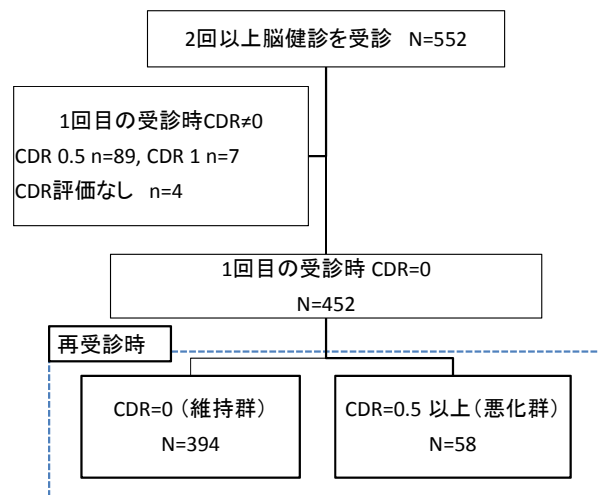 2回以上脳健診を受診 N=552
1回目の受診時CDR≠0
CDR 0.5 n=89, CDR 1 n=7
CDR評価なし n=4
1回目の受診時 CDR=0
N=452
再受診時
CDR=0 （維持群）
N=394
CDR=0.5 以上（悪化群）
N=58